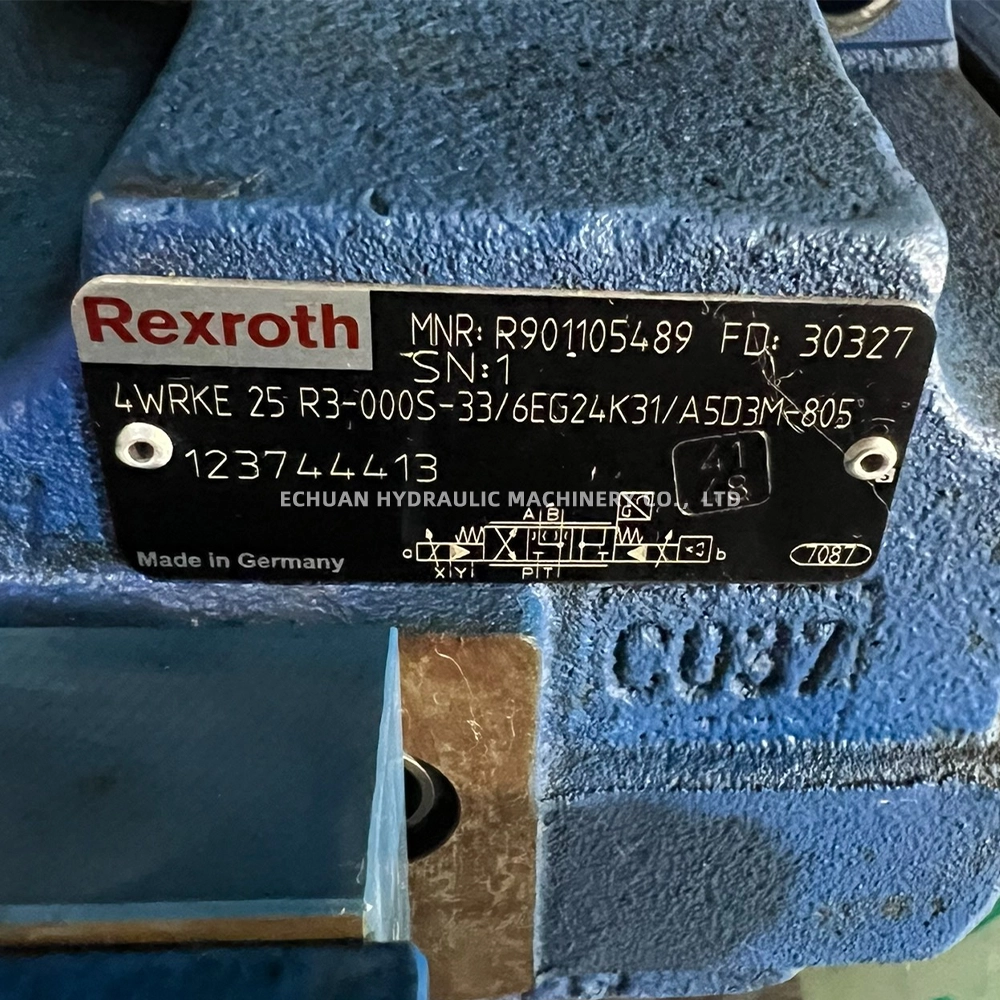 Rexroth
MNR: R901105489 FD: 30327
SN:1
4WRKE 25 R3-000S-33/6EG24K31/A5D3M-805
123744413
41
48
ECHUAN HYDRAULIC MACHINERY CO., LTD
A B
G
a
b
X Y
P T
Made in Germany
7087
C037